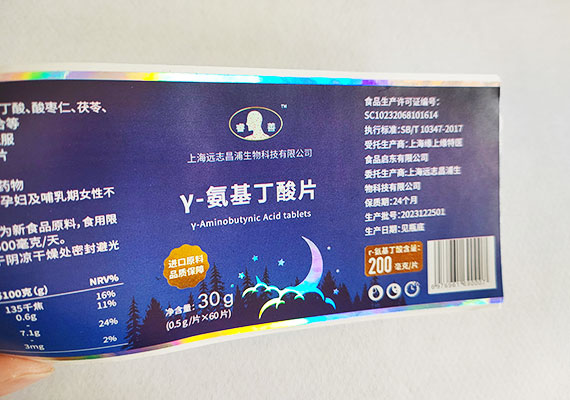 丁酸、酸枣仁、茯苓、
合等
服
片
药物
孕妇及哺乳期女性不
为新食品原料，食用限
500毫克/天。
干阴凉干燥处密封避光
100克(g)
NRV%
135千焦
16%
0.6g
11%
-
24%
7.1g
-
3mg
2%
睿 善
TM
上海远志昌浦生物科技有限公司
γ-氨基丁酸片
γ-Aminobutynic Acid tablets
进口原料
品质保障
净含量: 30g
(0.5g/片×60片)
食品生产许可证编号:
SC10232068101614
执行标准: SB/T 10347-2017
受托生产商: 上海缘上缘特医
食品启东有限公司
委托生产商: 上海远志昌浦生
物科技有限公司
保质期: 24个月
生产批号: 2023122501
生产日期: 见瓶底
γ-氨基丁酸含量:
200 毫克/片